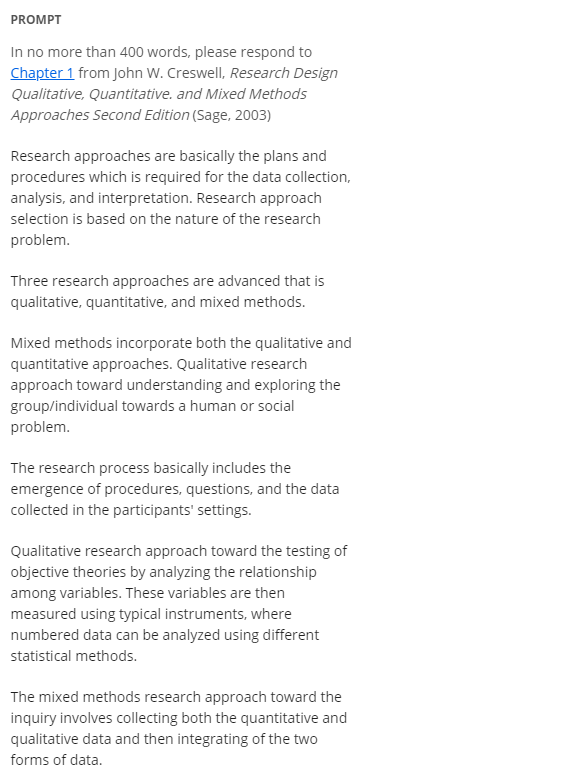 PROMPT
In no more than 400 words, please respond to
Chapter 1 from John W. Creswell, Research Design
Qualitative, Quantitative. and Mixed Methods
Approaches Second Edition (Sage, 2003)
Research approaches are basically the plans and
procedures which is required for the data collection,
analysis, and interpretation. Research approach
selection is based on the nature of the research
problem.
Three research approaches are advanced that is
qualitative, quantitative, and mixed methods.
Mixed methods incorporate both the qualitative and
quantitative approaches. Qualitative research
approach toward understanding and exploring the
group/individual towards a human or social
problem.
The research process basically includes the
emergence of procedures, questions, and the data
collected in the participants' settings.
Qualitative research approach toward the testing of
objective theories by analyzing the relationship
among variables. These variables are then
measured using typical instruments, where
numbered data can be analyzed using different
statistical methods.
The mixed methods research approach toward the
inquiry involves collecting both the quantitative and
qualitative data and then integrating of the two
forms of data.